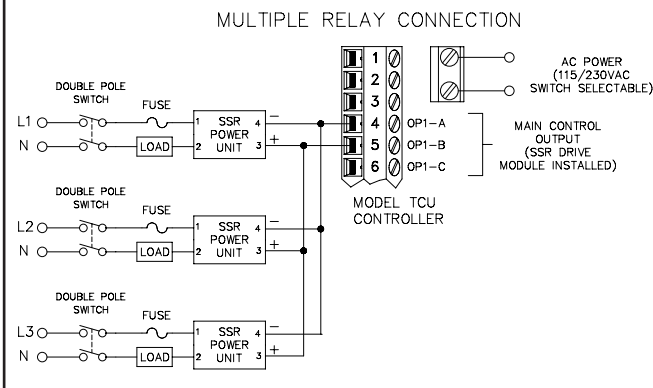 MULTIPLE RELAY CONNECTION
1
2
3
4
5
6
AC POWER
(115/230VAC
SWITCH SELECTABLE)
OP1-A
OP1-B
OP1-C
MAIN CONTROL
OUTPUT
(SSR DRIVE
MODULE INSTALLED)
MODEL TCU
CONTROLLER
DOUBLE POLE
SWITCH
FUSE
L1
N
LOAD
1 SSR 4 −
POWER
2 UNIT 3 +
DOUBLE POLE
SWITCH
FUSE
L2
N
LOAD
1 SSR 4 −
POWER
2 UNIT 3 +
DOUBLE POLE
SWITCH
FUSE
L3
N
LOAD
1 SSR 4 −
POWER
2 UNIT 3 +